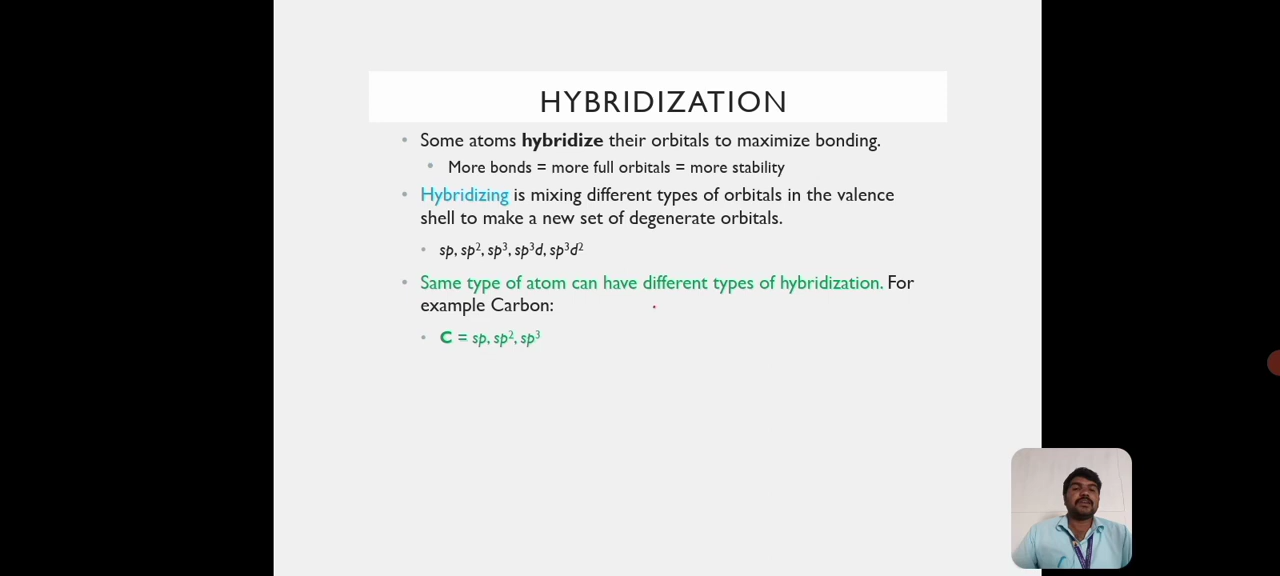 HYBRIDIZATION
• Some atoms hybridize their orbitals to maximize bonding.
• More bonds = more full orbitals = more stability
• Hybridizing is mixing different types of orbitals in the valence
shell to make a new set of degenerate orbitals.
• sp, sp², sp³, sp³d, sp³d²
• Same type of atom can have different types of hybridization. For
example Carbon:
• C = sp, sp², sp³